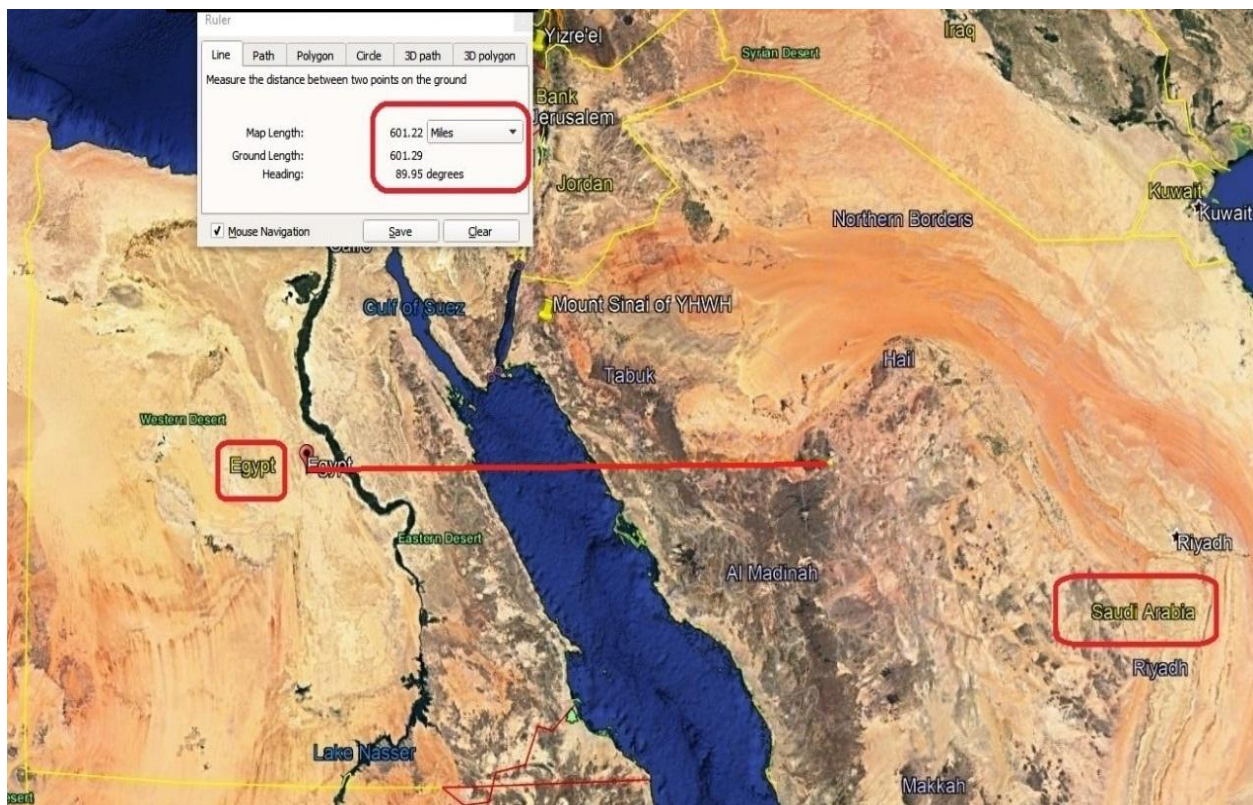 Ruler
Line Path Polygon Circle 3D path 3D polygon
Measure the distance between two points on the ground
Map Length: 601.22 Miles
Ground Length: 601.29
Heading: 89.95 degrees
Mouse Navigation Save Clear
Yizre'el
Syrian Desert
Iraq
Bank
Jerusalem
Jordan
Kuwait
Kuwait
Northern Borders
Cairo
Gulf of Suez
Mount Sinai of YHWH
Hail
Tabuk
Western Desert
Egypt
Egypt
Eastern Desert
Riyadh
Al Madinah
Saudi Arabia
Riyadh
Lake Nasser
Makkah